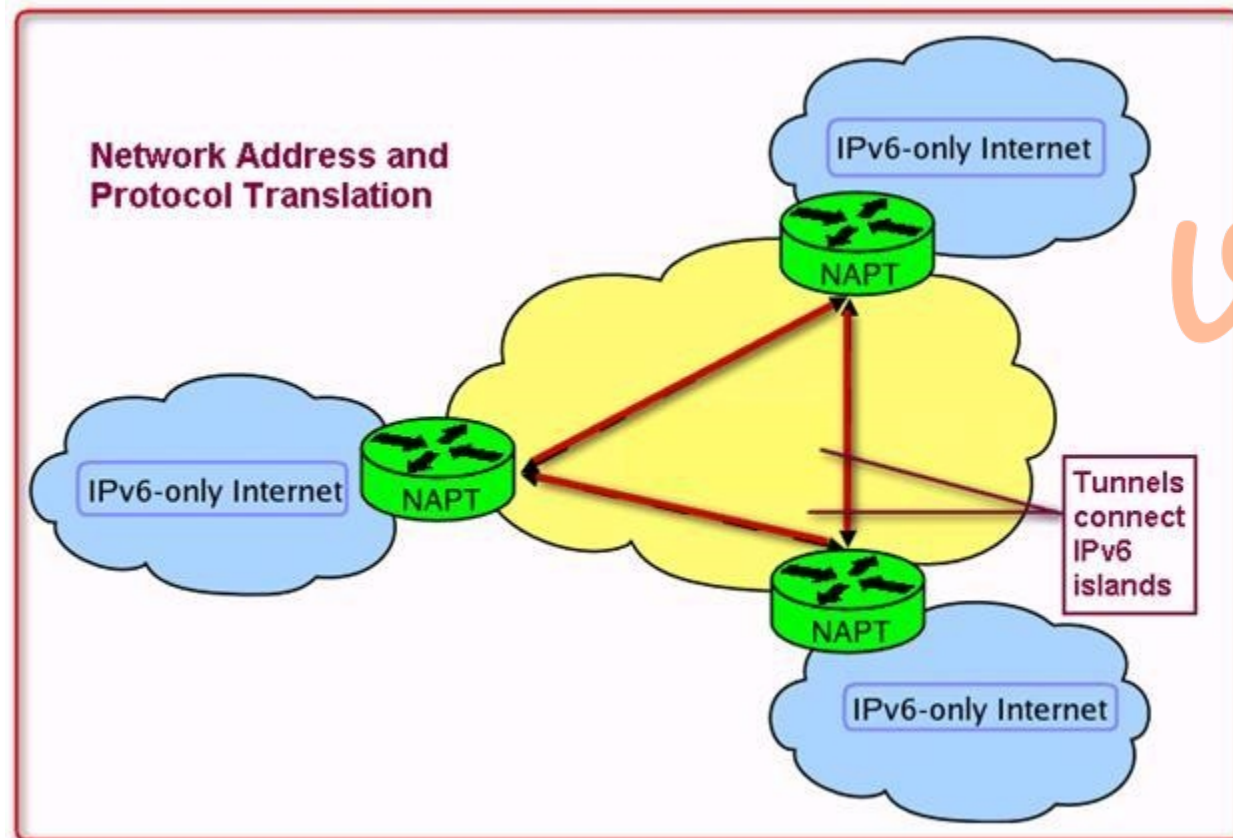 Network Address and
Protocol Translation
IPv6-only Internet
NAPT
IPv6-only Internet
NAPT
Tunnels
connect
IPv6
islands
NAPT
IPv6-only Internet